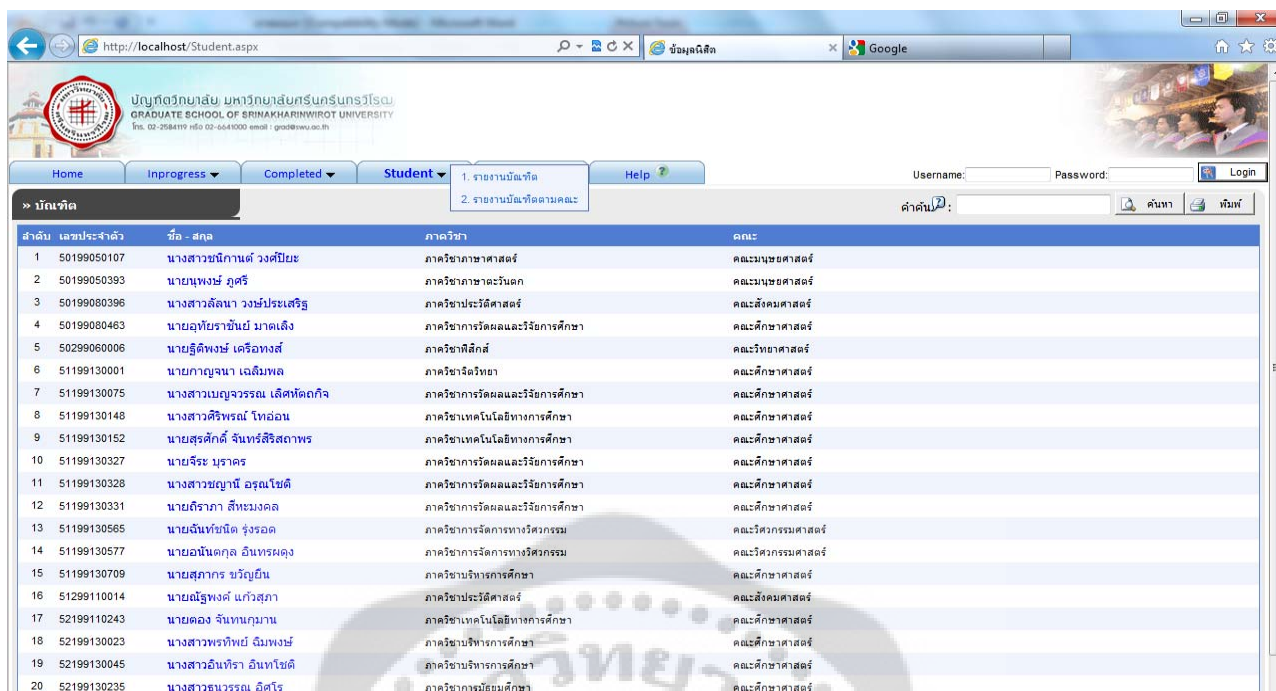 http://localhost/Student.aspx
ข้อมูลนิสิต
Google
บัณฑิตวิทยาลัย มหาวิทยาลัยศรีนครินทรวิโรฒ
GRADUATE SCHOOL OF SRINAKHARINWIROT UNIVERSITY
โทร. 02-2584119 หรือ 02-6641000 email : grad@swu.ac.th
Home Inprogress Completed Student Help Username: Password: Login
1. รายงานบัณฑิต
2. รายงานบัณฑิตตามคณะ
» บัณฑิต คำค้น : ค้นหา พิมพ์
ลำดับ เลขประจำตัว ชื่อ - สกุล ภาควิชา คณะ
1 50199050107 นางสาวชนิกานต์ วงศ์ปิยะ ภาควิชาภาษาศาสตร์ คณะมนุษยศาสตร์
2 50199050393 นายนุพงษ์ ภูศรี ภาควิชาภาษาตะวันตก คณะมนุษยศาสตร์
3 50199080396 นางสาวลัลนา วงษ์ประเสริฐ ภาควิชาประวัติศาสตร์ คณะสังคมศาสตร์
4 50199080463 นายอุทัยราชันย์ มาตเลิง ภาควิชาการวัดผลและวิจัยการศึกษา คณะศึกษาศาสตร์
5 50299060006 นายฐิติพงษ์ เครือทงส์ ภาควิชาฟิสิกส์ คณะวิทยาศาสตร์
6 51199130001 นายกาญจนา เฉลิมพล ภาควิชาจิตวิทยา คณะศึกษาศาสตร์
7 51199130075 นางสาวเบญจวรรณ เลิศหัตถกิจ ภาควิชาการวัดผลและวิจัยการศึกษา คณะศึกษาศาสตร์
8 51199130148 นางสาวศิริพรณ์ โทอ่อน ภาควิชาเทคโนโลยีทางการศึกษา คณะศึกษาศาสตร์
9 51199130152 นายสุรศักดิ์ จันทร์สิริสถาพร ภาควิชาเทคโนโลยีทางการศึกษา คณะศึกษาศาสตร์
10 51199130327 นายจีระ บุราคร ภาควิชาการวัดผลและวิจัยการศึกษา คณะศึกษาศาสตร์
11 51199130328 นางสาวชญานี อรุณโชติ ภาควิชาการวัดผลและวิจัยการศึกษา คณะศึกษาศาสตร์
12 51199130331 นายถิราภา สีหะมงคล ภาควิชาการวัดผลและวิจัยการศึกษา คณะศึกษาศาสตร์
13 51199130565 นายฉันท์ชนิต รุ่งรอด ภาควิชาการจัดการทางวิศวกรรม คณะวิศวกรรมศาสตร์
14 51199130577 นายอนันตกุล อินทรผดุง ภาควิชาการจัดการทางวิศวกรรม คณะวิศวกรรมศาสตร์
15 51199130709 นายสุภากร ขวัญยืน ภาควิชาบริหารการศึกษา คณะศึกษาศาสตร์
16 51299110014 นายณัฐพงศ์ แก้วสุภา ภาควิชาประวัติศาสตร์ คณะสังคมศาสตร์
17 52199110243 นายตอง จันทนกุมาน ภาควิชาเทคโนโลยีทางการศึกษา คณะศึกษาศาสตร์
18 52199130023 นางสาวพรทิพย์ ฉิมพงษ์ ภาควิชาบริหารการศึกษา คณะศึกษาศาสตร์
19 52199130045 นางสาวอินทิรา อินทโชติ ภาควิชาบริหารการศึกษา คณะศึกษาศาสตร์
20 52199130235 นางสาวธนวรรณ อิศโร ภาควิชาการมัธยมศึกษา คณะศึกษาศาสตร์